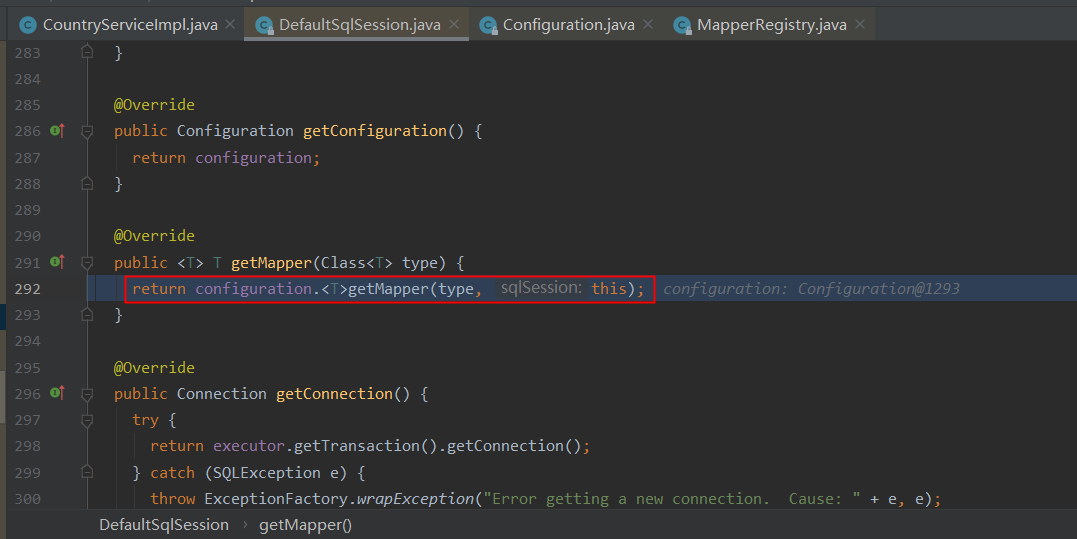 CountryServiceImpl.java × DefaultSqlSession.java × Configuration.java × MapperRegistry.java ×
283 }
284
285 @Override
286 public Configuration getConfiguration() {
287 return configuration;
288 }
289
290 @Override
291 public <T> T getMapper(Class<T> type) {
292 return configuration.<T>getMapper(type, sqlSession: this); configuration: Configuration@1293
293 }
294
295 @Override
296 public Connection getConnection() {
297 try {
298 return executor.getTransaction().getConnection();
299 } catch (SQLException e) {
300 throw ExceptionFactory.wrapException("Error getting a new connection.  Cause: " + e, e);
DefaultSqlSession › getMapper()